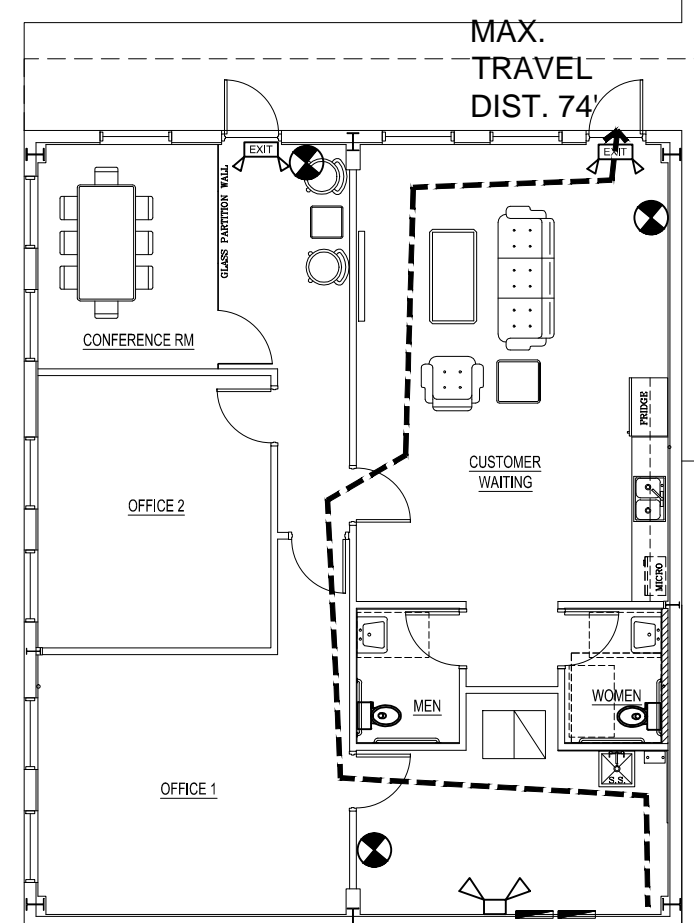 MAX.
TRAVEL
DIST. 74'
EXIT
EXIT
GLASS PARTITION WALL
CONFERENCE RM
FRIDGE
CUSTOMER
WAITING
OFFICE 2
MICRO
MEN
WOMEN
S.S.
OFFICE 1